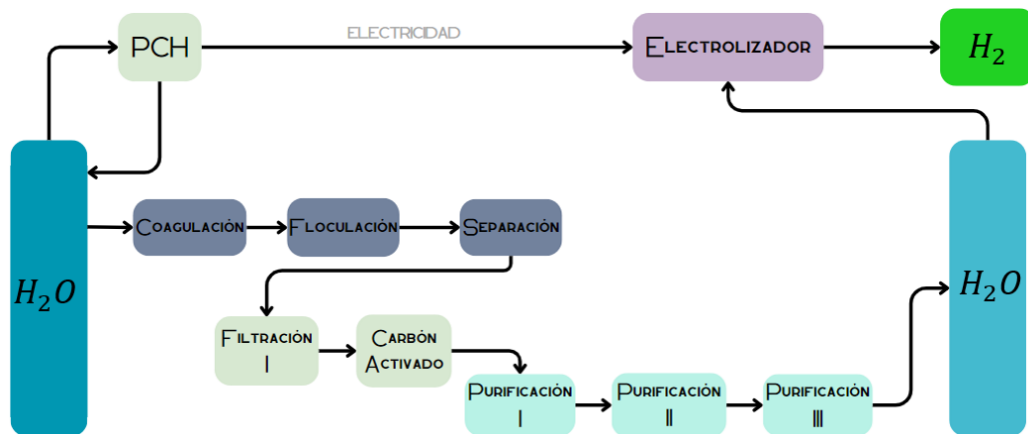 PCH
ELECTRICIDAD
ELECTROLIZADOR
H₂
H₂O
COAGULACIÓN
FLOCULACIÓN
SEPARACIÓN
H₂O
FILTRACIÓN
I
CARBÓN
ACTIVADO
PURIFICACIÓN
I
PURIFICACIÓN
II
PURIFICACIÓN
III